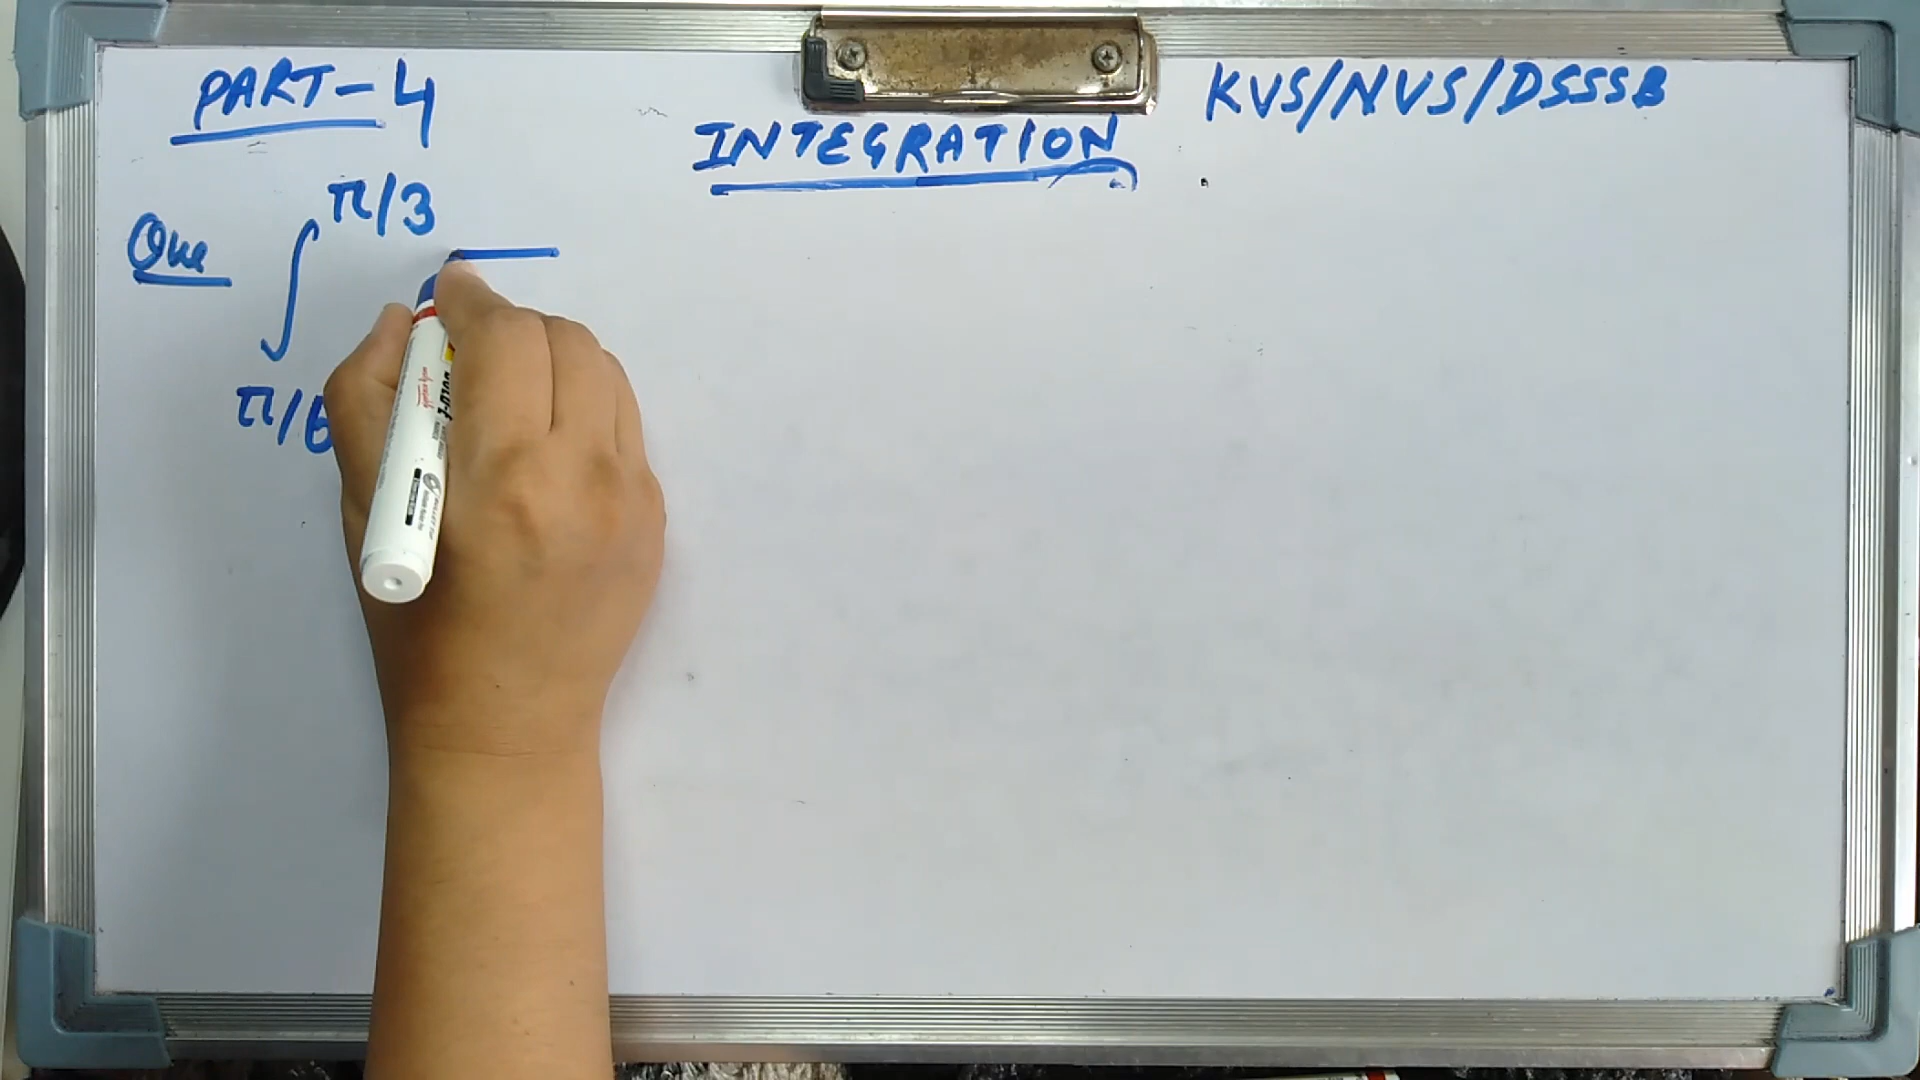 PART-4
KVS/NVS/DSSSB
INTEGRATION
Que ∫ π/3
π/6